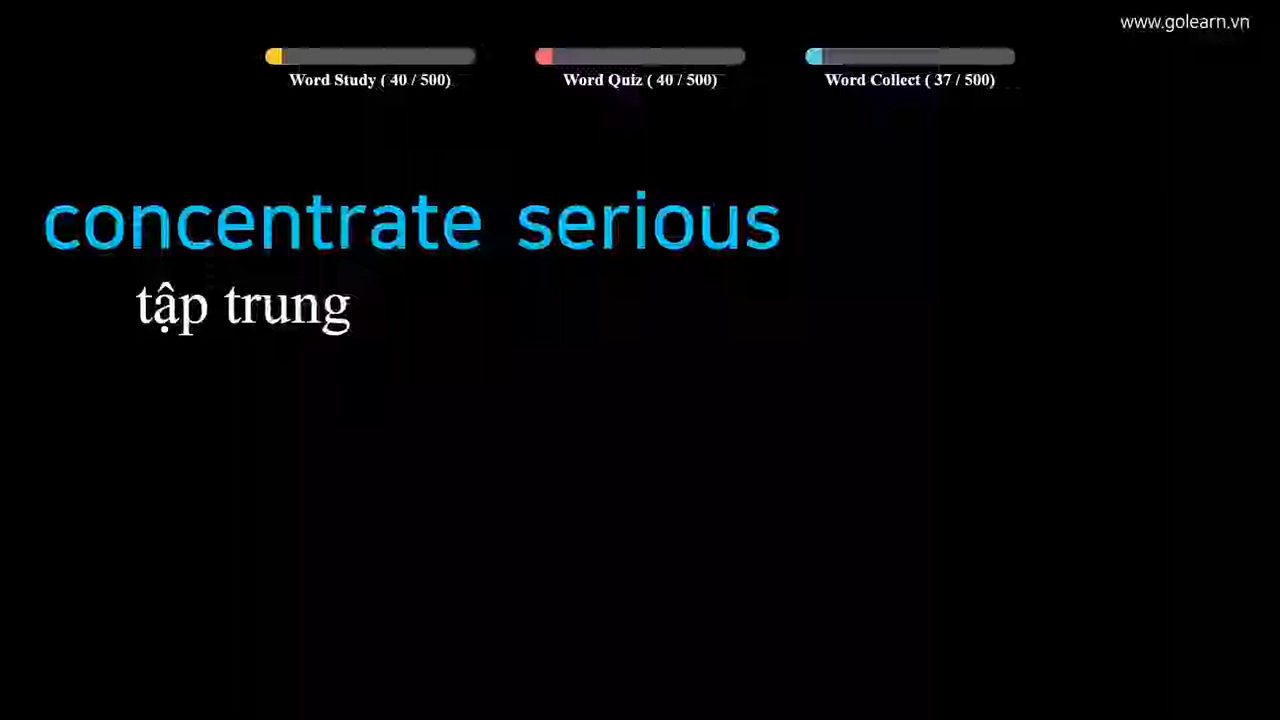 www.golearn.vn
Word Study ( 40 / 500) Word Quiz ( 40 / 500) Word Collect ( 37 / 500)
concentrate serious
tập trung